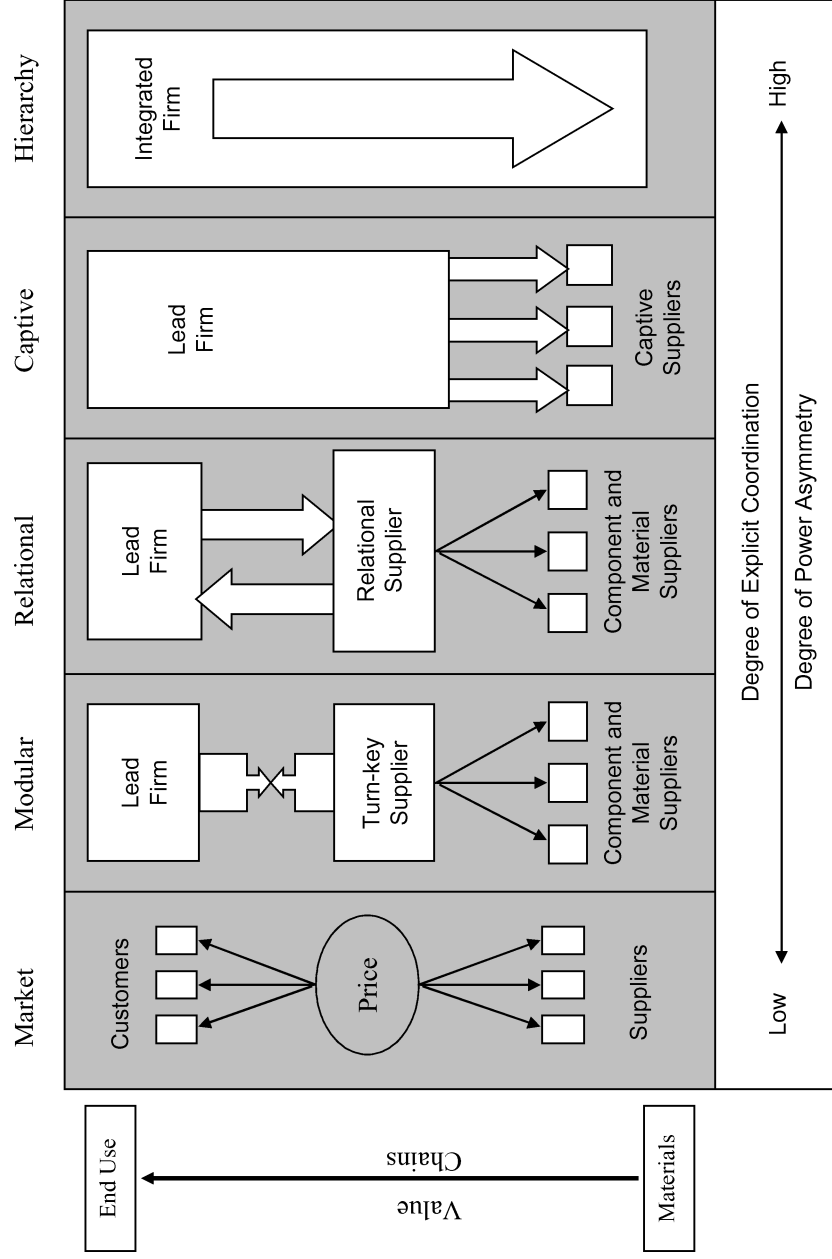 Market
Modular
Relational
Captive
Hierarchy
End Use
Value
Chains
Materials
Customers
Price
Suppliers
Lead
Firm
Turn-key
Supplier
Component and
Material
Suppliers
Lead
Firm
Relational
Supplier
Component and
Material
Suppliers
Lead
Firm
Captive
Suppliers
Integrated
Firm
Low
Degree of Explicit Coordination
Degree of Power Asymmetry
High